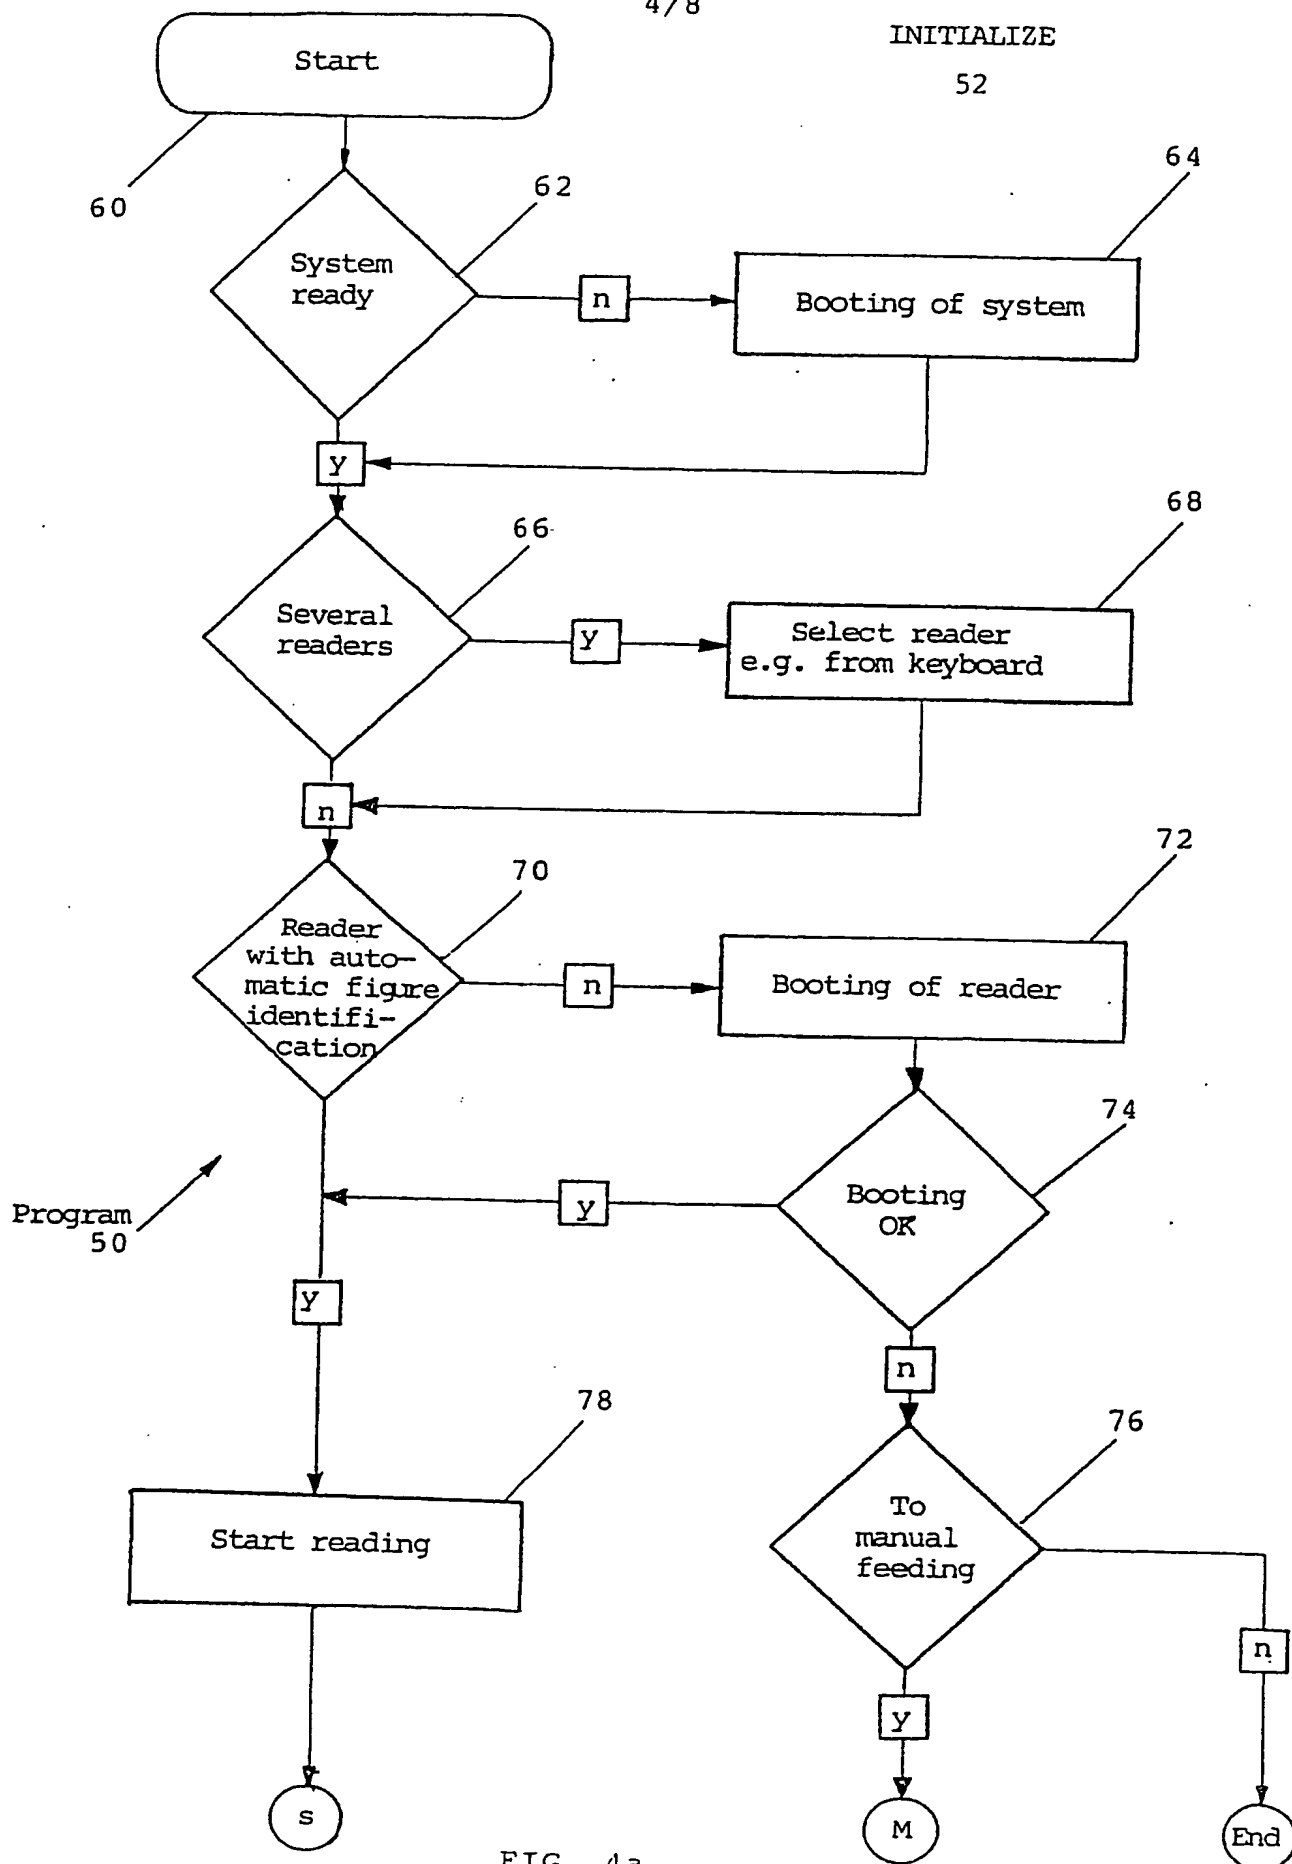 4/8
INITIALIZE
52
Start
60
62
64
System
ready
n
Booting of system
y
66
68
Several
readers
y
Select reader
e.g. from keyboard
n
70
72
Reader
with auto-
matic figure
identifi-
cation
n
Booting of reader
74
Booting
OK
y
Program
50
y
n
78
76
Start reading
To
manual
feeding
n
y
s
M
End
FIG. 4a